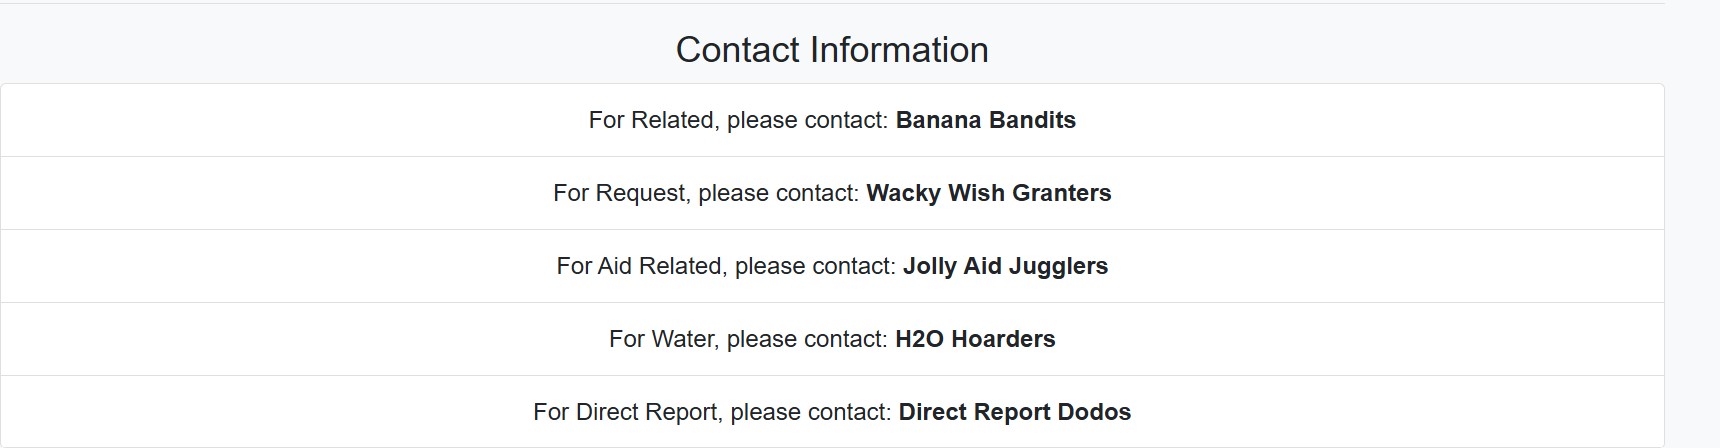 Contact Information
For Related, please contact: Banana Bandits
For Request, please contact: Wacky Wish Granters
For Aid Related, please contact: Jolly Aid Jugglers
For Water, please contact: H2O Hoarders
For Direct Report, please contact: Direct Report Dodos